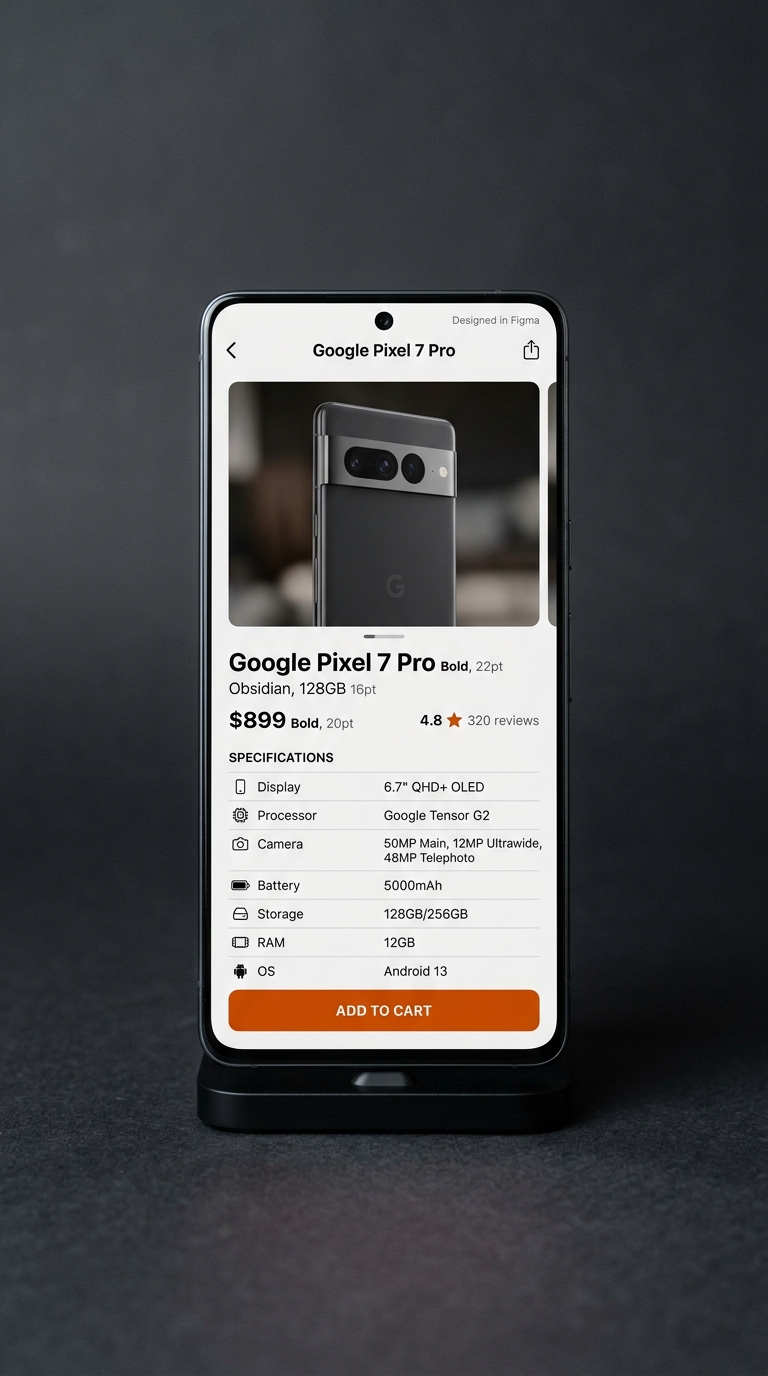 Designed in Figma
Google Pixel 7 Pro
G
Google Pixel 7 Pro Bold, 22pt
Obsidian, 128GB 16pt
$899 Bold, 20pt 4.8 320 reviews
SPECIFICATIONS
Display 6.7" QHD+ OLED
Processor Google Tensor G2
Camera 50MP Main, 12MP Ultrawide,
48MP Telephoto
Battery 5000mAh
Storage 128GB/256GB
RAM 12GB
OS Android 13
ADD TO CART